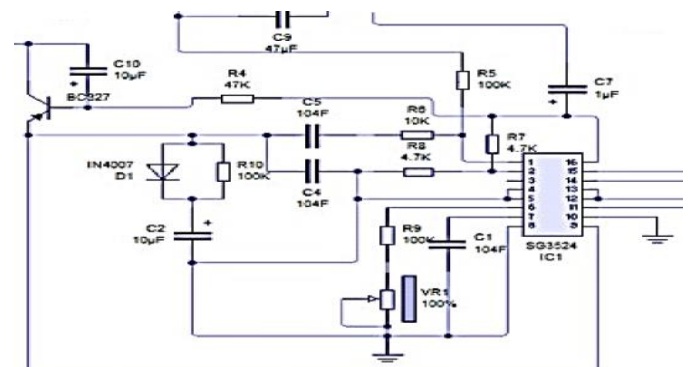 C9
47µF
C10
10µF
BC327
R4
47K
R5
100K
C7
1µF
C5
104F
R6
10K
R7
4.7K
R8
4.7K
IN4007
D1
R10
100K
C4
104F
1 16
2 15
3 14
4 13
5 12
6 11
7 10
8 9
SG3524
IC1
C2
10µF
R9
100K
C1
104F
VR1
100%